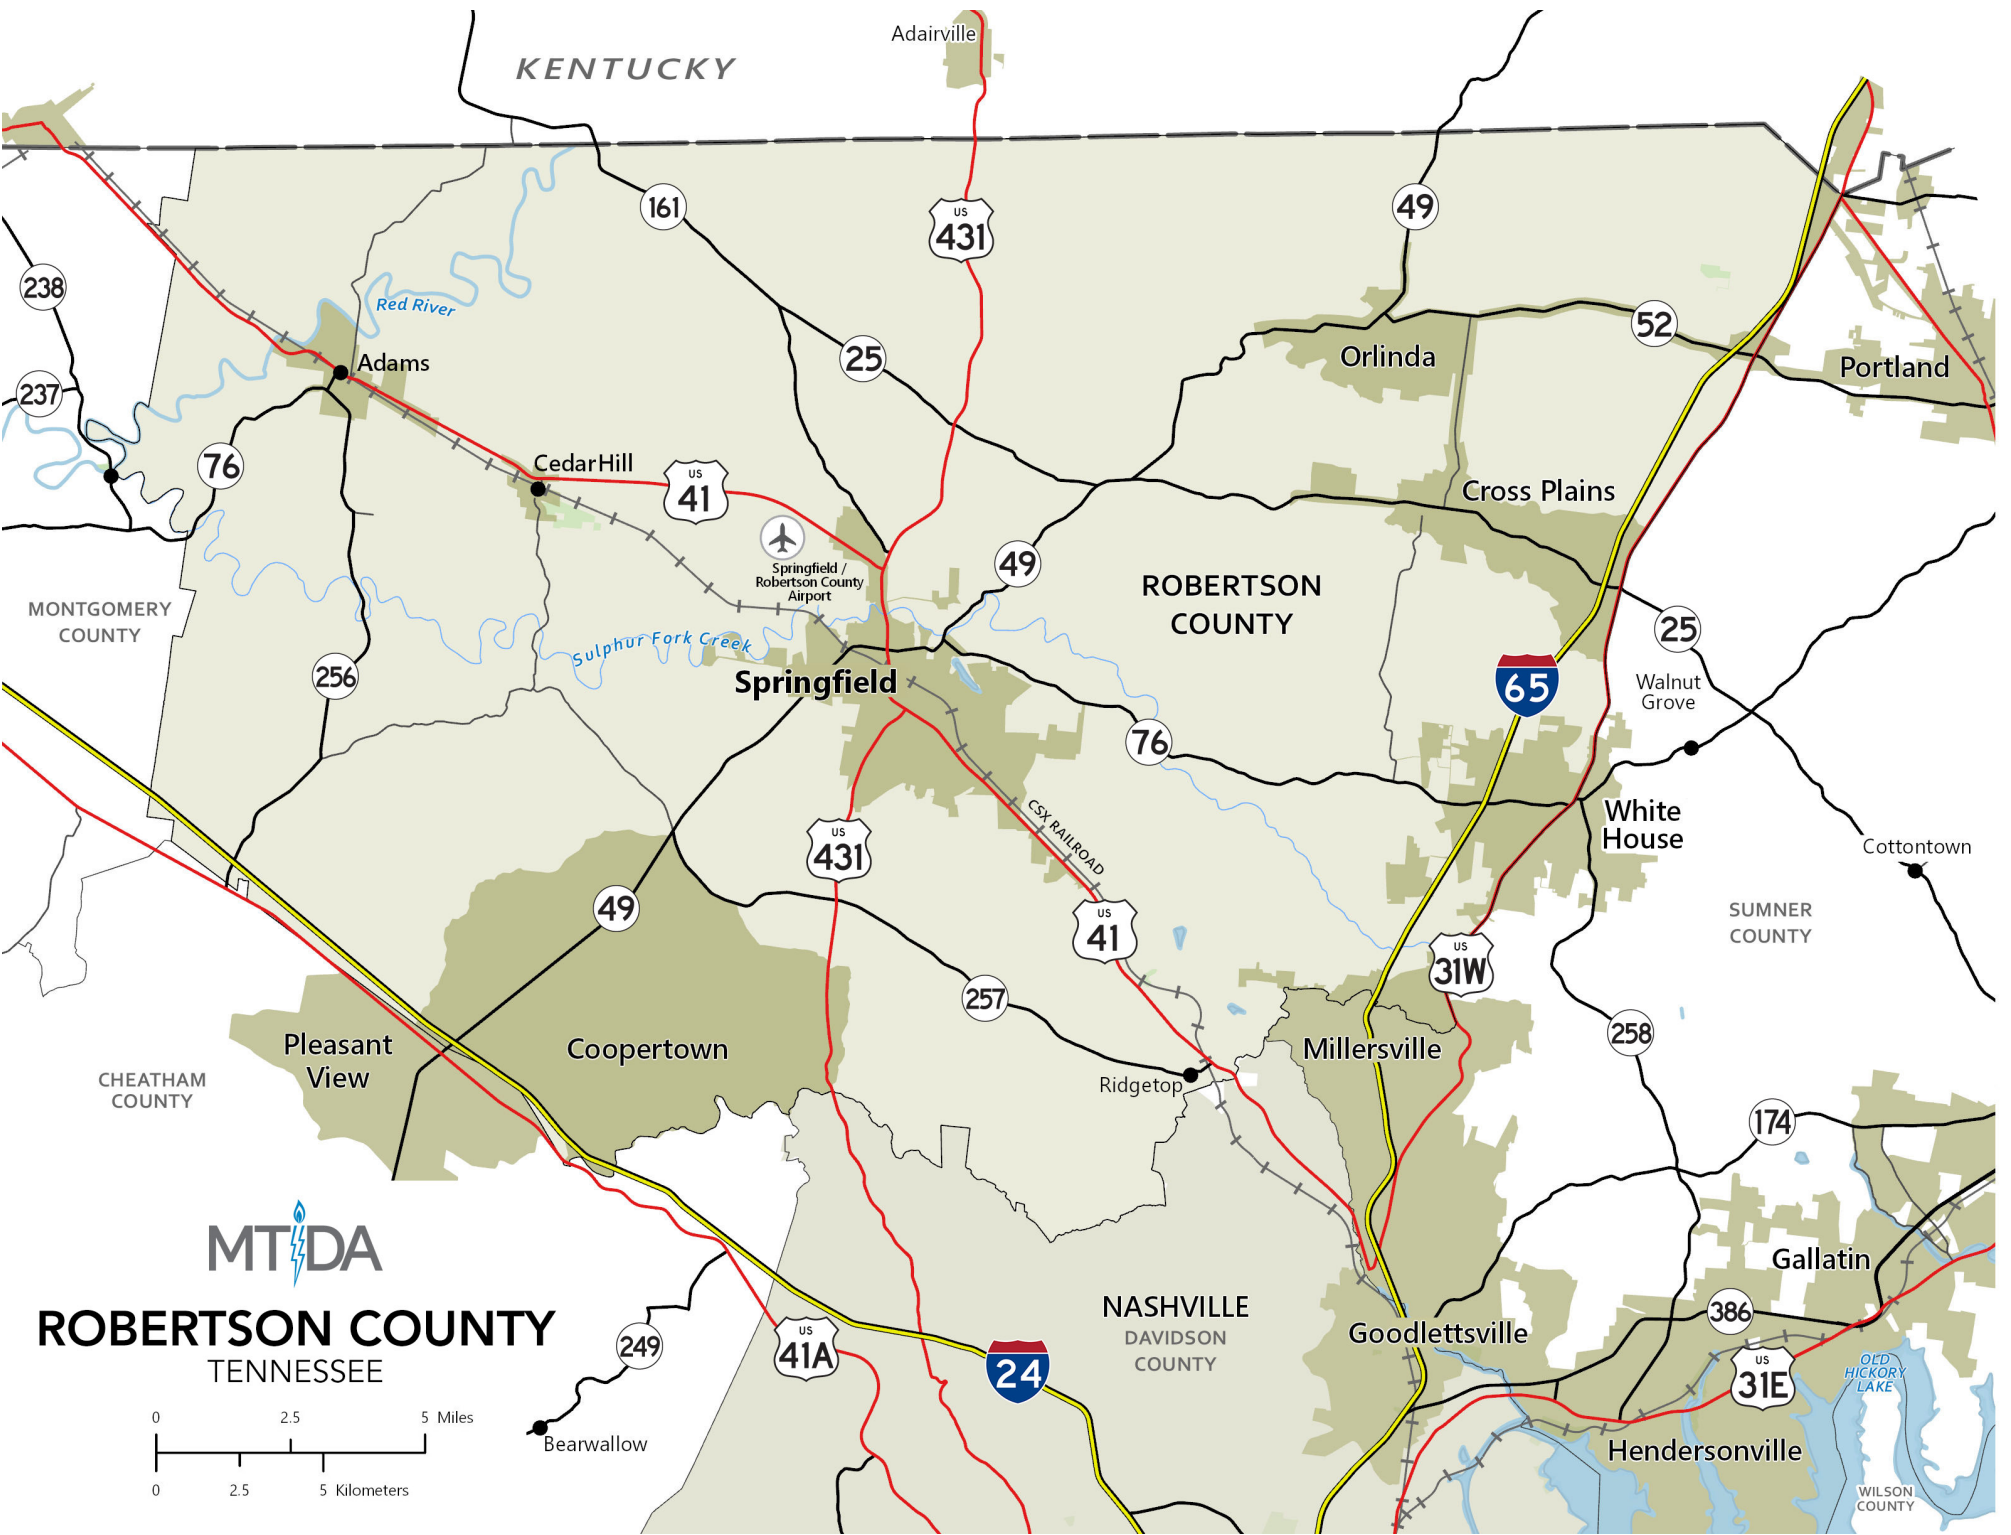 Adairville
KENTUCKY
161
US
431
49
238
Red River
52
237
Adams
25
Orlinda
Portland
76
CedarHill
US
41
Cross Plains
Springfield /
Robertson County
Airport
49
ROBERTSON
COUNTY
MONTGOMERY
COUNTY
Sulphur Fork Creek
25
256
Springfield
65
Walnut
Grove
76
CSX RAILROAD
White
House
US
431
Cottontown
49
US
41
SUMNER
COUNTY
US
31W
257
258
Pleasant
View
Coopertown
Millersville
CHEATHAM
COUNTY
Ridgetop
174
MTIDA
ROBERTSON COUNTY
TENNESSEE
Gallatin
NASHVILLE
DAVIDSON
COUNTY
386
Goodlettsville
249
US
41A
24
US
31E
OLD
HICKORY
LAKE
0 2.5 5 Miles
0 2.5 5 Kilometers
Bearwallow
Hendersonville
WILSON
COUNTY